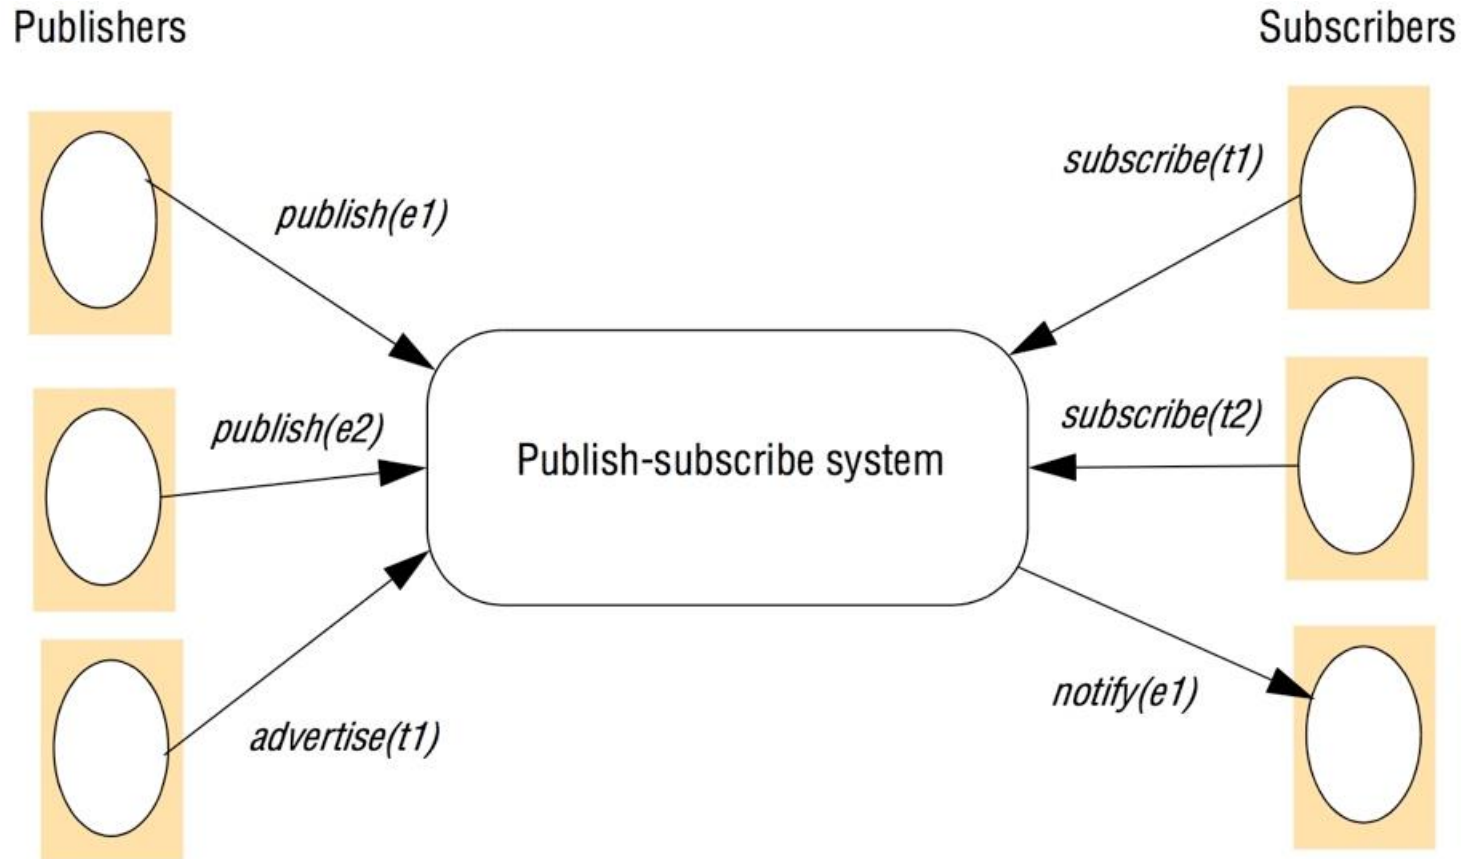 Publishers
Subscribers
subscribe(t1)
publish(e1)
publish(e2)
subscribe(t2)
Publish-subscribe system
notify(e1)
advertise(t1)